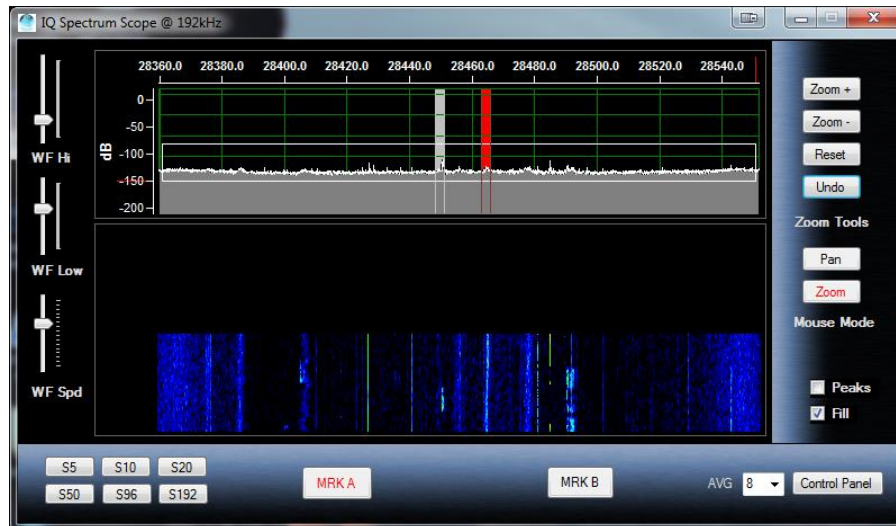 IQ Spectrum Scope @ 192kHz
28360.0 28380.0 28400.0 28420.0 28440.0 28460.0 28480.0 28500.0 28520.0 28540.0
0
-50
-100
-150
-200
dB
WF Hi
WF Low
WF Spd
Zoom +
Zoom -
Reset
Undo
Zoom Tools
Pan
Zoom
Mouse Mode
Peaks
Fill
S5 S10 S20
S50 S96 S192
MRK A
MRK B
AVG 8
Control Panel